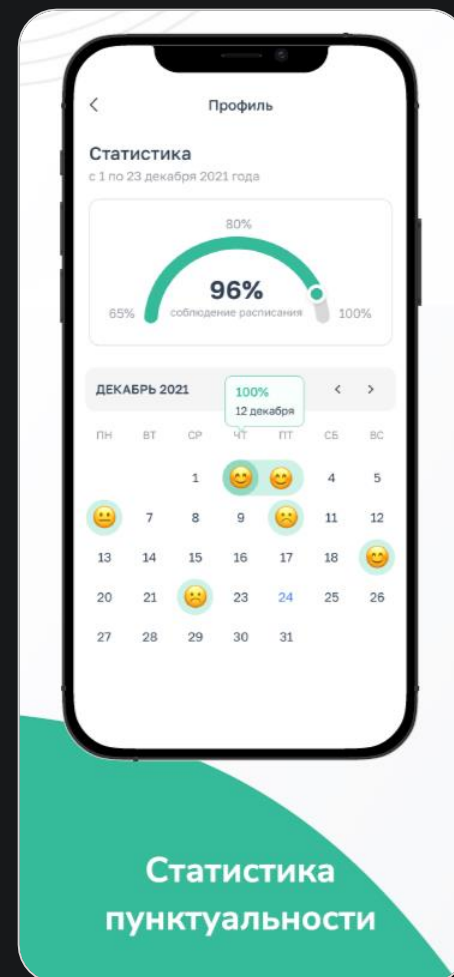 Профиль
Статистика
с 1 по 23 декабря 2021 года
80%
96%
65% соблюдение расписания 100%
ДЕКАБРЬ 2021 < >
100%
12 декабря
ПН ВТ СР ЧТ ПТ СБ ВС
1 4 5
7 8 9 11 12
13 14 15 16 17 18
20 21 23 24 25 26
27 28 29 30 31
Статистика
пунктуальности